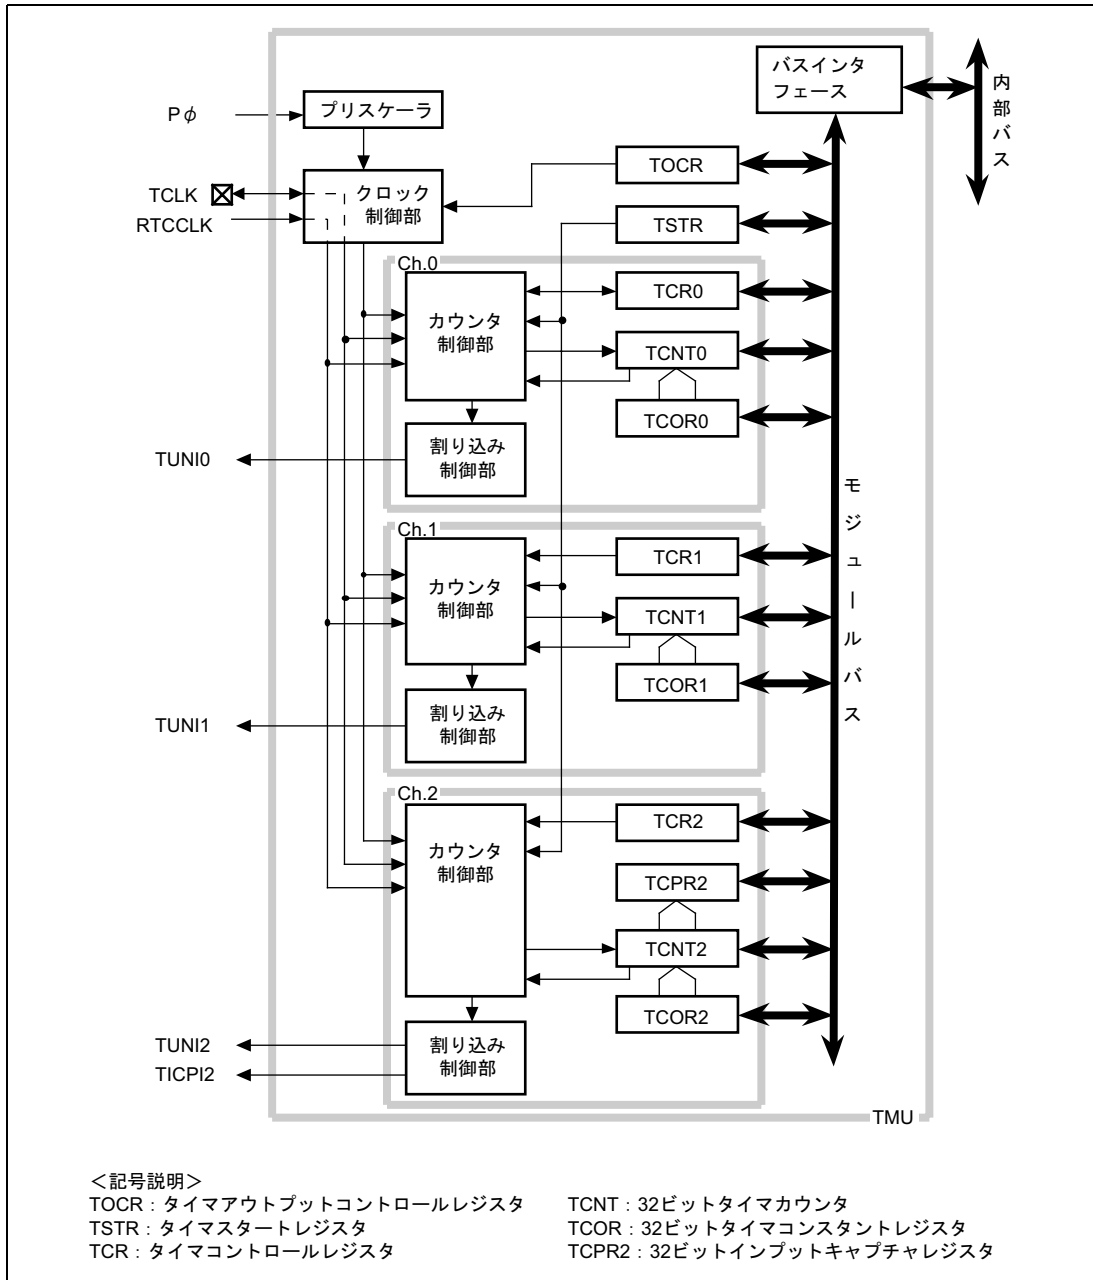 バスインタ
フェース
内部バス
Pφ
プリスケーラ
TOCR
TCLK
クロック
制御部
RTCCLK
TSTR
Ch.0
カウンタ
制御部
TCR0
TCNT0
TCOR0
割り込み
制御部
TUNI0
モジュールバス
Ch.1
カウンタ
制御部
TCR1
TCNT1
TCOR1
割り込み
制御部
TUNI1
Ch.2
カウンタ
制御部
TCR2
TCPR2
TCNT2
TCOR2
割り込み
制御部
TUNI2
TICPI2
TMU
＜記号説明＞
TOCR：タイマアウトプットコントロールレジスタ
TSTR：タイマスタートレジスタ
TCR：タイマコントロールレジスタ
TCNT：32ビットタイマカウンタ
TCOR：32ビットタイマコンスタントレジスタ
TCPR2：32ビットインプットキャプチャレジスタ